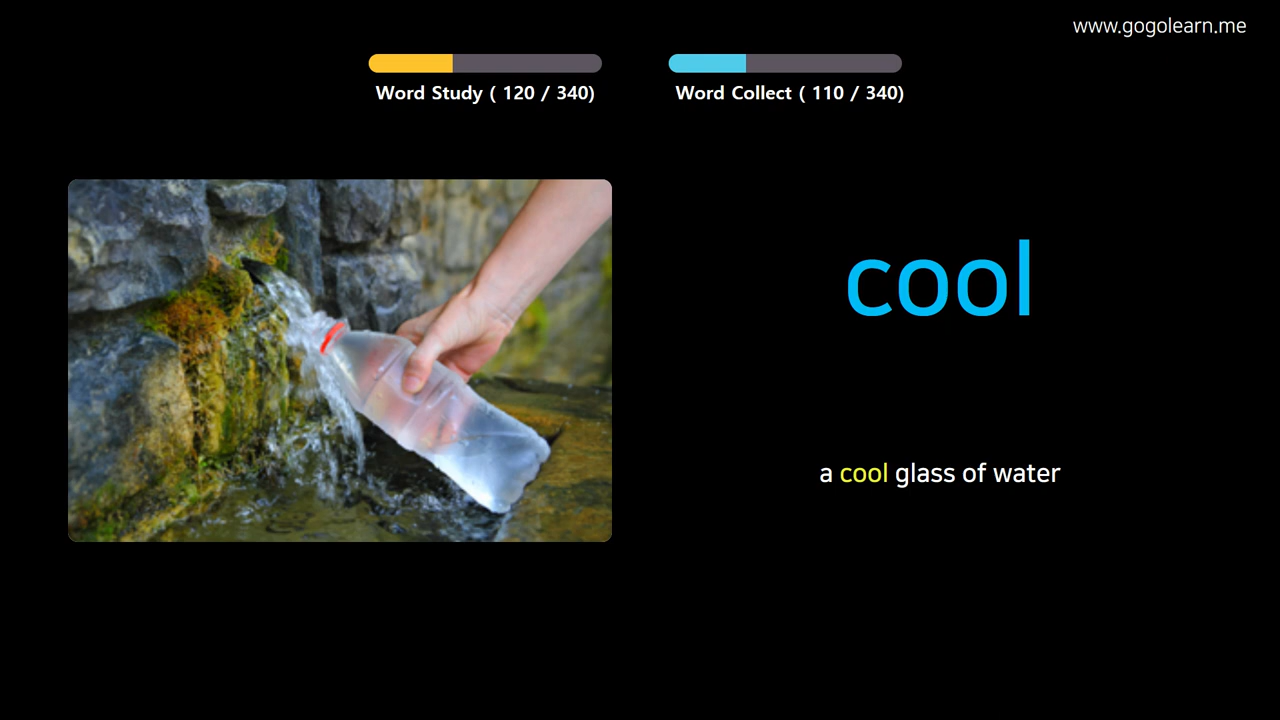 www.gogolearn.me
Word Study ( 120 / 340)
Word Collect ( 110 / 340)
cool
a cool glass of water